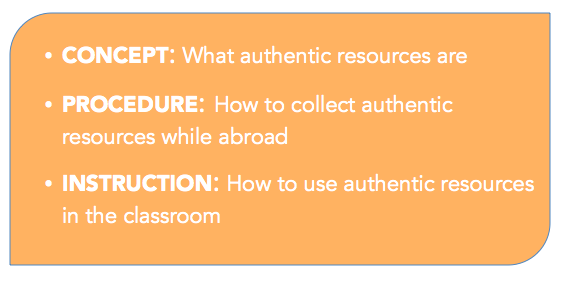 • CONCEPT: What authentic resources are
• PROCEDURE: How to collect authentic
resources while abroad
• INSTRUCTION: How to use authentic resources
in the classroom